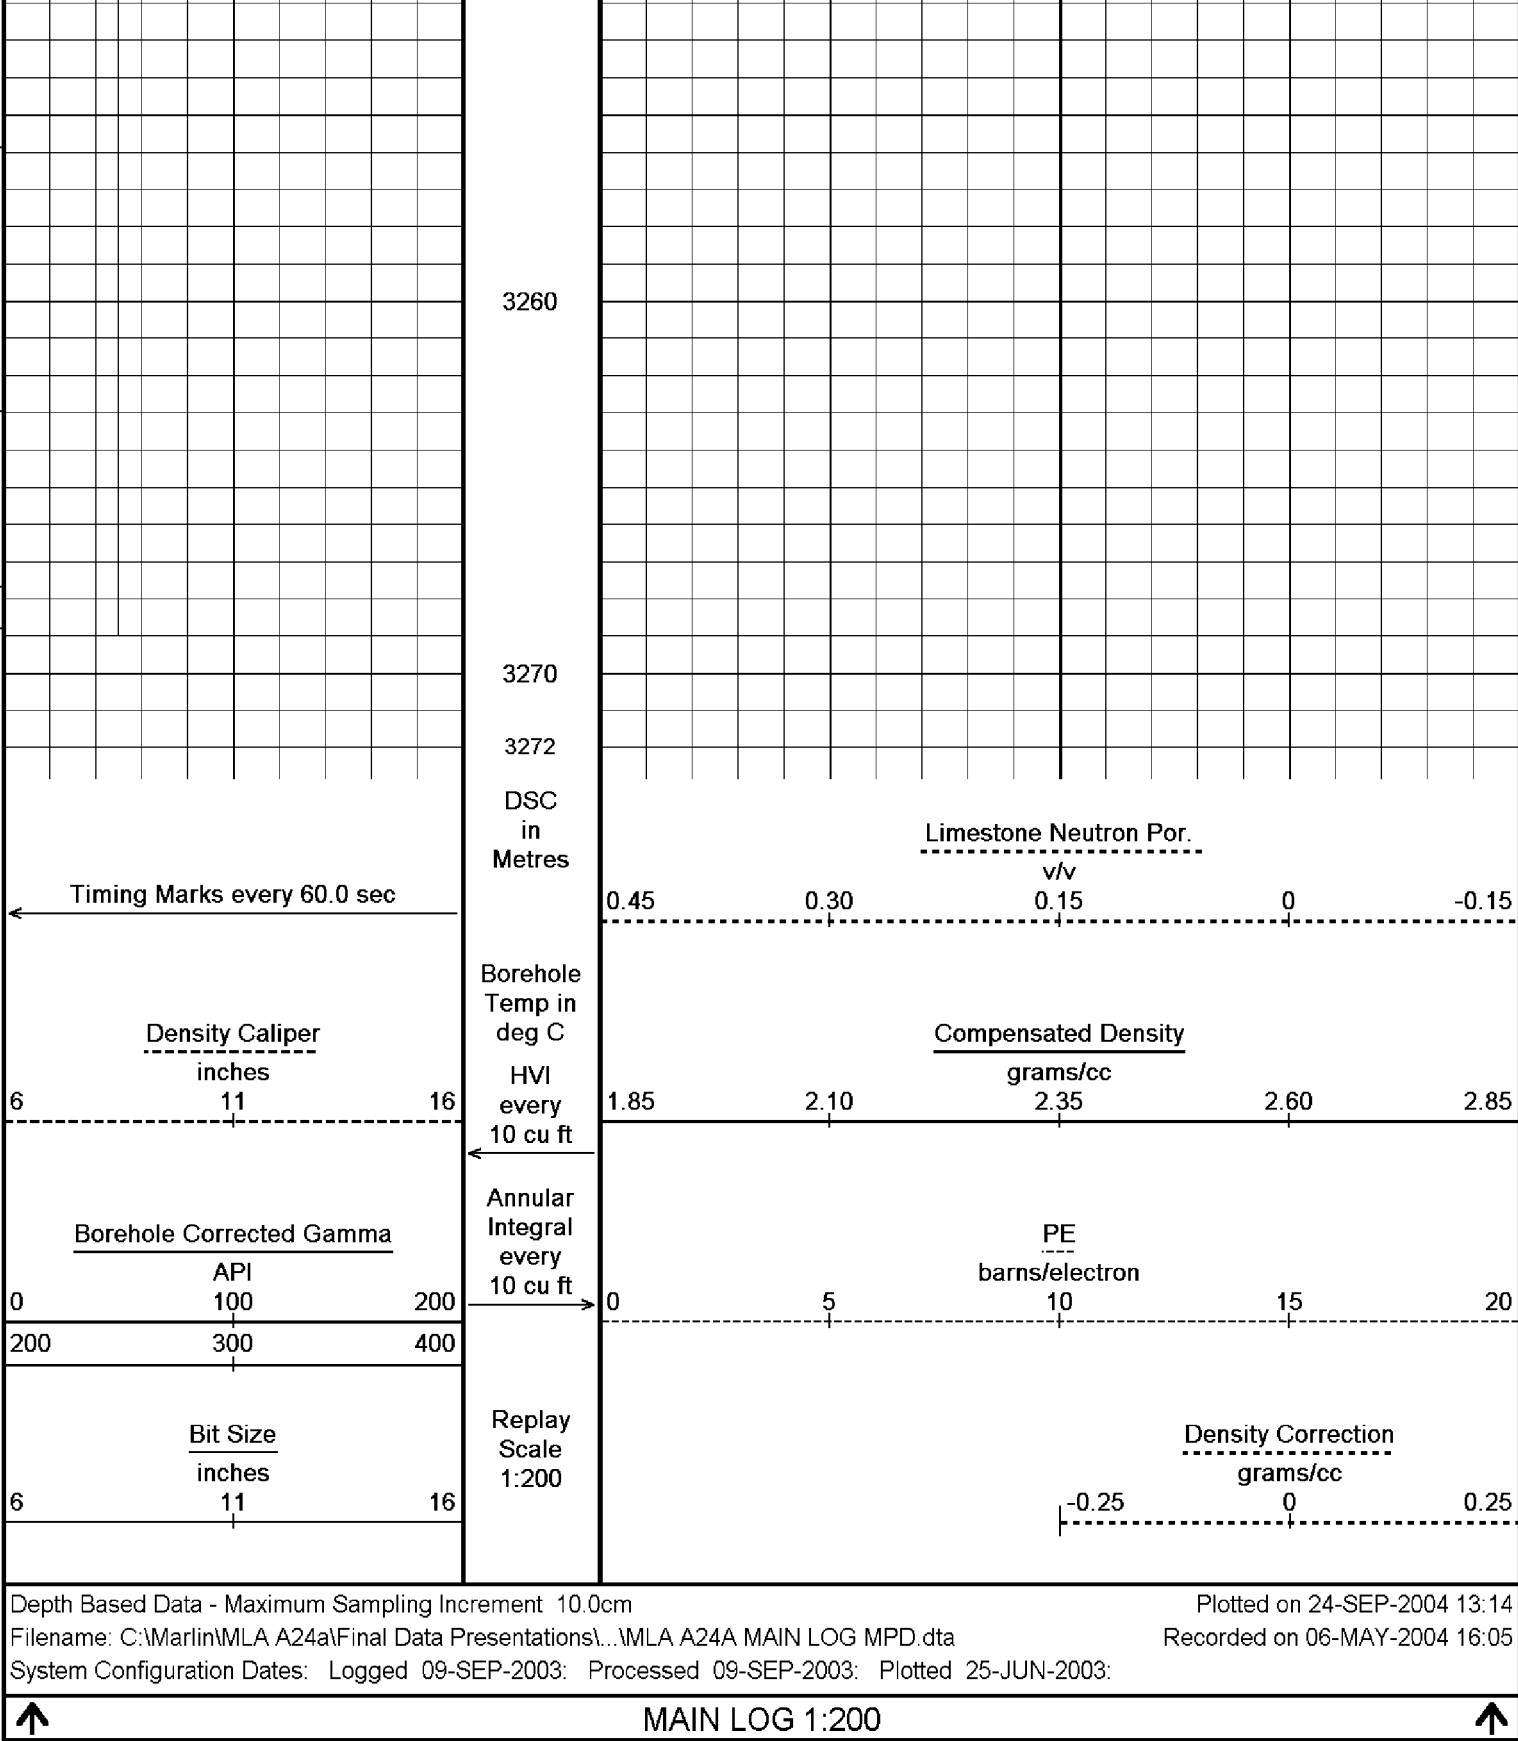 3260
3270
3272
DSC
in
Metres
Timing Marks every 60.0 sec
Limestone Neutron Por.
v/v
0.45 0.30 0.15 0 -0.15
Borehole
Temp in
deg C
Density Caliper
inches
6 11 16
HVI
every
10 cu ft
Compensated Density
grams/cc
1.85 2.10 2.35 2.60 2.85
Annular
Integral
every
10 cu ft
Borehole Corrected Gamma
API
0 100 200
200 300 400
PE
barns/electron
0 5 10 15 20
Bit Size
inches
6 11 16
Replay
Scale
1:200
Density Correction
grams/cc
-0.25 0 0.25
Depth Based Data - Maximum Sampling Increment 10.0cm
Plotted on 24-SEP-2004 13:14
Filename: C:\Marlin\MLA A24a\Final Data Presentations\...\MLA A24A MAIN LOG MPD.dta
Recorded on 06-MAY-2004 16:05
System Configuration Dates: Logged 09-SEP-2003: Processed 09-SEP-2003: Plotted 25-JUN-2003:
MAIN LOG 1:200